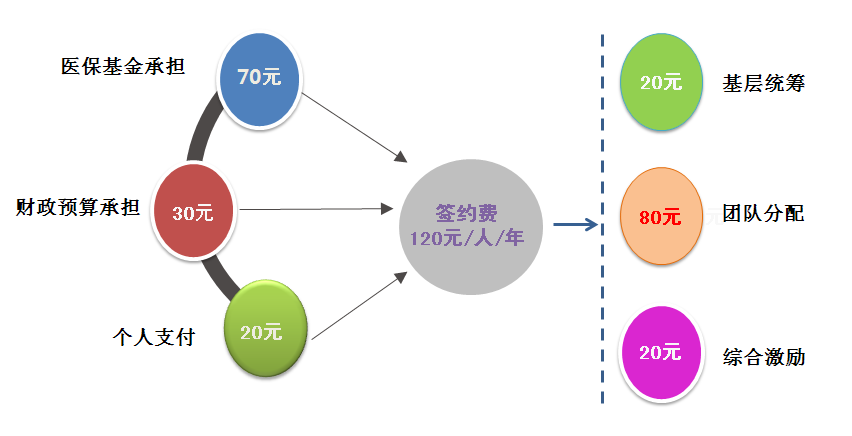 医保基金承担
70元
财政预算承担
30元
个人支付
20元
签约费
120元/人/年
20元
基层统筹
80元
团队分配
20元
综合激励